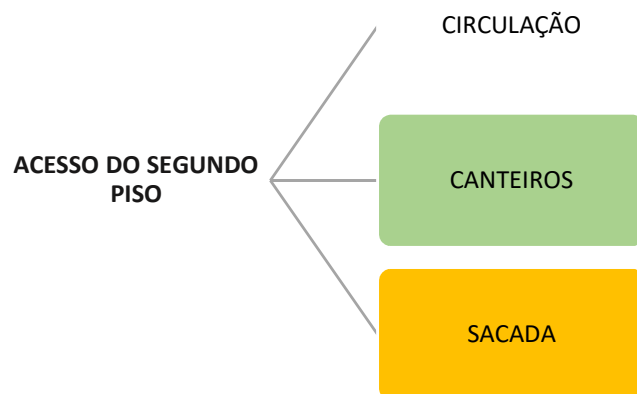 CIRCULAÇÃO
ACESSO DO SEGUNDO
PISO
CANTEIROS
SACADA